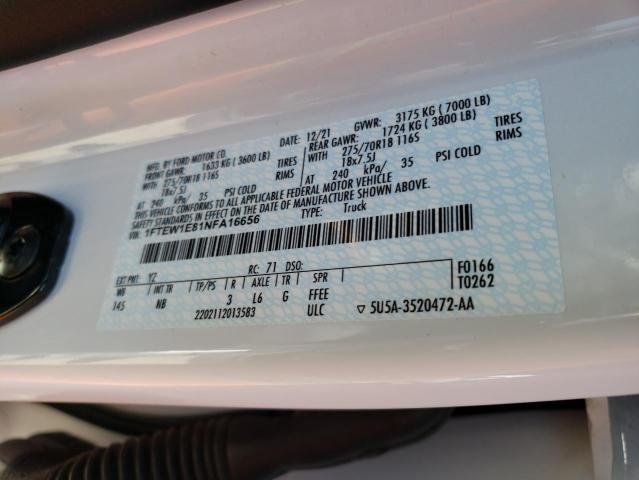 MFD. BY FORD MOTOR CO. DATE: 12/21 GVWR: 3175 KG ( 7000 LB)
FRONT GAWR: 1633 KG ( 3600 LB) REAR GAWR: 1724 KG ( 3800 LB)
WITH 275/70R18 116S TIRES WITH 275/70R18 116S TIRES
18x7.5J RIMS 18x7.5J RIMS
AT 240 kPa/ 35 PSI COLD AT 240 kPa/ 35 PSI COLD
THIS VEHICLE CONFORMS TO ALL APPLICABLE FEDERAL MOTOR VEHICLE
SAFETY, BUMPER, AND THEFT PREVENTION STANDARDS IN EFFECT ON THE
DATE OF MANUFACTURE SHOWN ABOVE.
VIN: 1FTEW1E81NFA16656 TYPE: Truck
EXT PNT: YZ RC: 71 DSO: F0166
WB INT TR TP/PS R AXLE TR SPR T0262
145 NB 3 L6 G FFEE
2202112013583 ULC ▽ 5U5A-3520472-AA